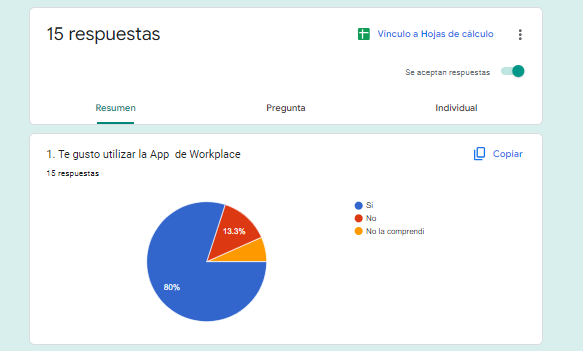 15 respuestas
Vínculo a Hojas de cálculo
Se aceptan respuestas
Resumen
Pregunta
Individual
1. Te gusto utilizar la App de Workplace
Copiar
15 respuestas
Si
No
No la comprendi
13.3%
80%